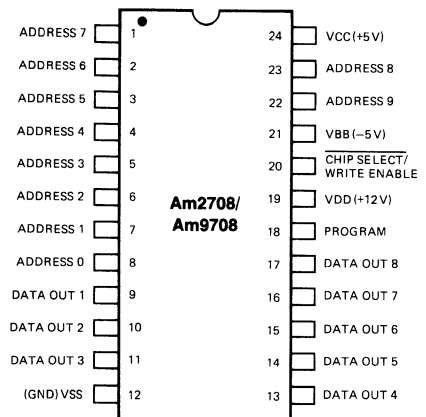 ADDRESS 7 1 24 VCC (+5V)
ADDRESS 6 2 23 ADDRESS 8
ADDRESS 5 3 22 ADDRESS 9
ADDRESS 4 4 21 VBB (−5V)
ADDRESS 3 5 20 CHIP SELECT/
WRITE ENABLE
ADDRESS 2 6 Am2708/ 19 VDD (+12V)
ADDRESS 1 7 Am9708 18 PROGRAM
ADDRESS 0 8 17 DATA OUT 8
DATA OUT 1 9 16 DATA OUT 7
DATA OUT 2 10 15 DATA OUT 6
DATA OUT 3 11 14 DATA OUT 5
(GND) VSS 12 13 DATA OUT 4